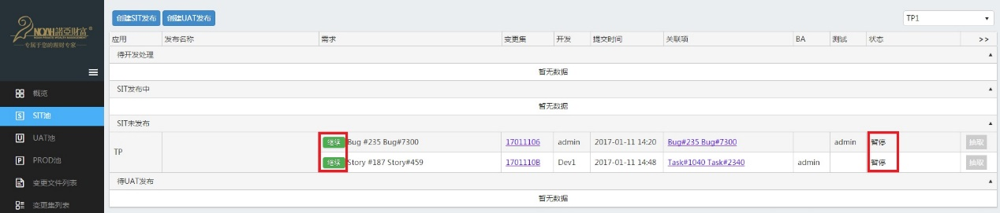 创建SIT发布 创建UAT发布 TP1
NOAH 諾亞財富®
NOAH PRIVATE WEALTH MANAGEMENT
专属于您的理财专家
应用 发布名称 需求 变更集 开发 提交时间 关联项 BA 测试 状态 >>
待开发处理
暂无数据
SIT发布中
概览
暂无数据
SIT池
SIT未发布
UAT池
TP 继续 Bug #235 Bug#7300 17011106 admin 2017-01-11 14:20 Bug#235 Bug#7300 admin 暂停 抽取
PROD池
继续 Story #187 Story#459 1701110B Dev1 2017-01-11 14:48 Task#1040 Task#2340 admin 暂停 抽取
变更文件列表
待UAT发布
暂无数据
变更集列表